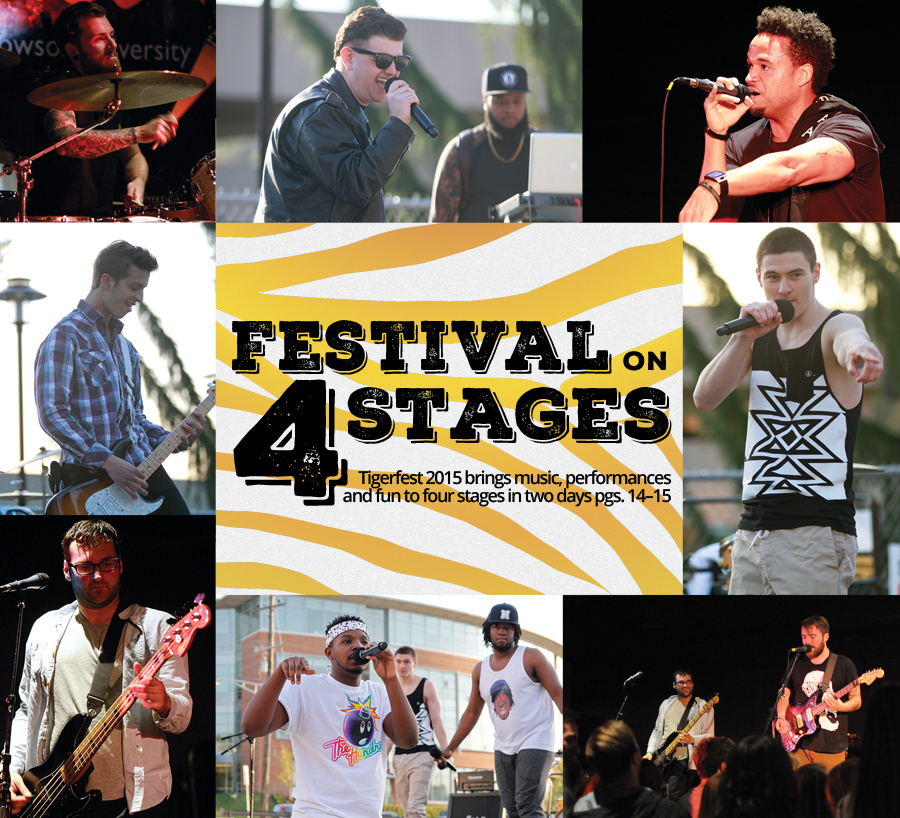 owson University
FESTIVAL ON
4 STAGES
Tigerfest 2015 brings music, performances
and fun to four stages in two days pgs. 14–15
The Hundre